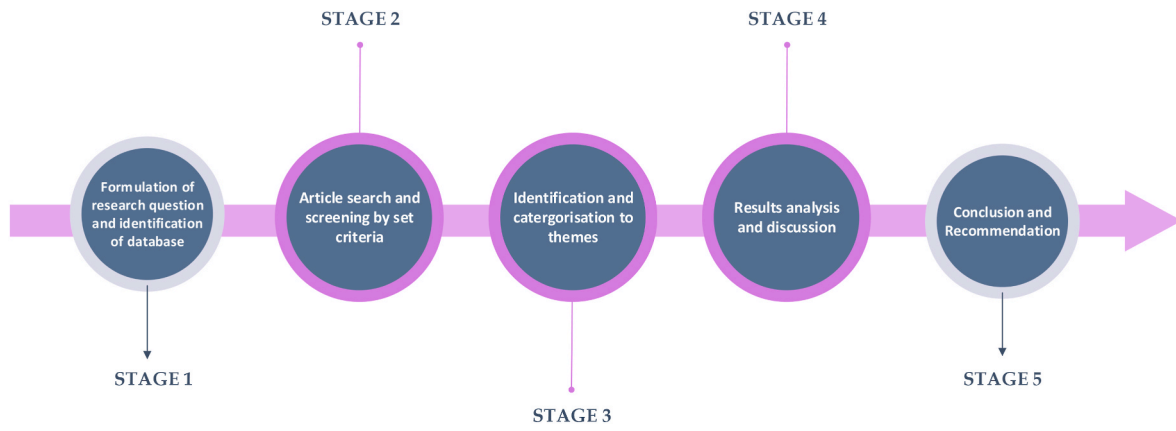 STAGE 2
STAGE 4
Formulation of
research question
and identification
of database
Article search and
screening by set
criteria
Identification and
catergorisation to
themes
Results analysis
and discussion
Conclusion and
Recommendation
STAGE 1
STAGE 3
STAGE 5